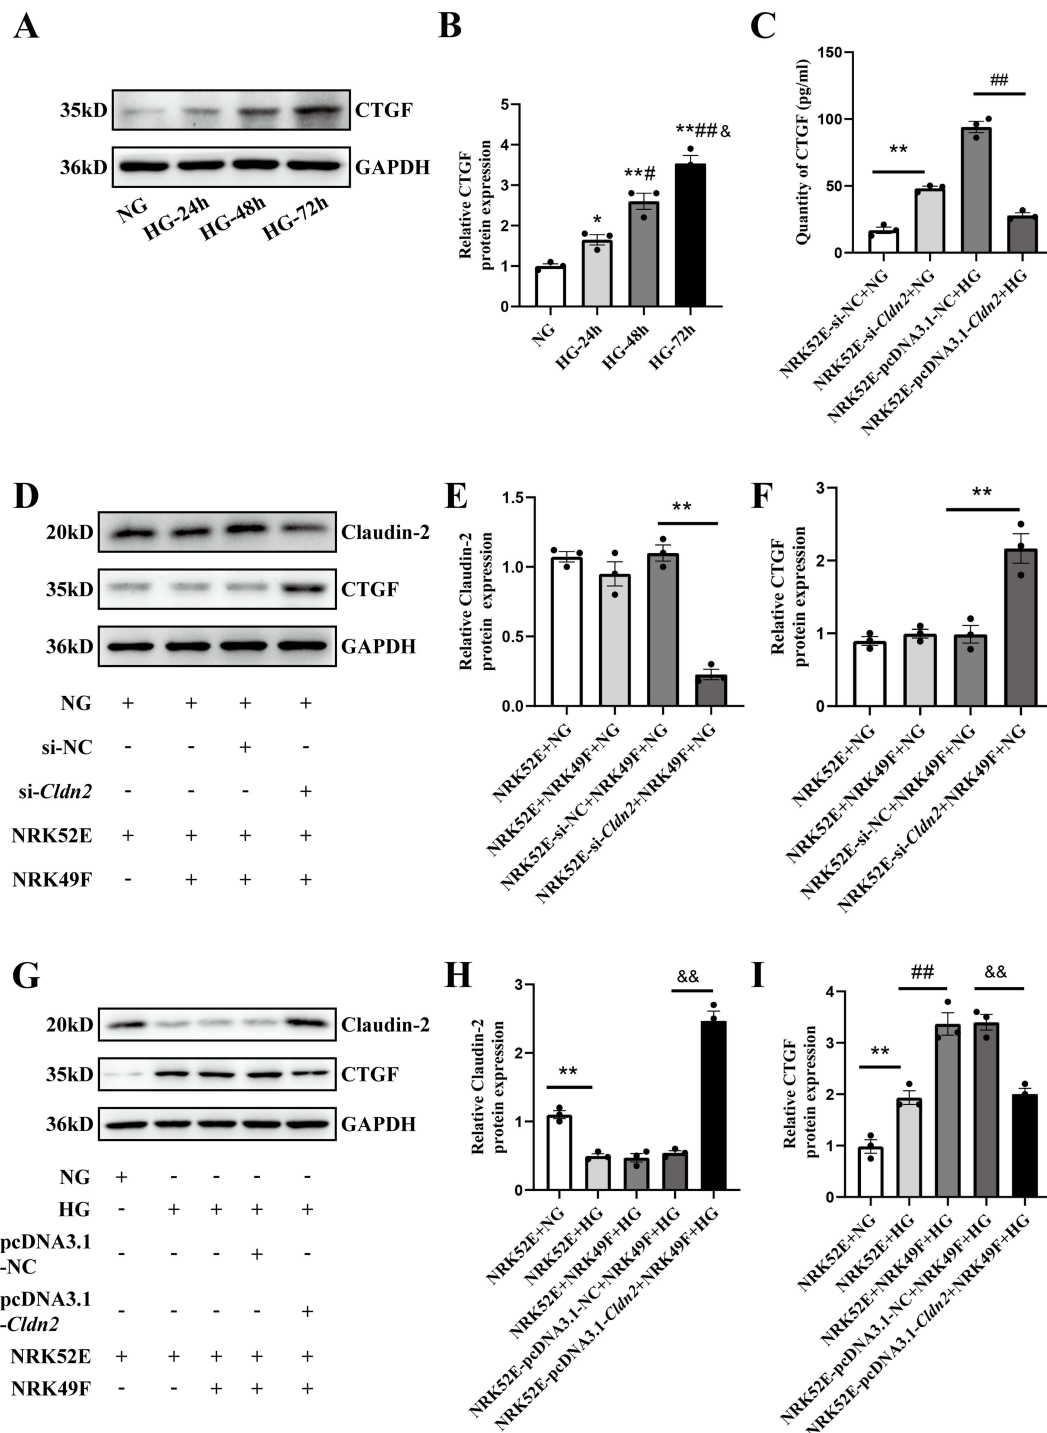 A
35kD
CTGF
36kD
GAPDH
NG
HG-24h
HG-48h
HG-72h
B
Relative CTGF
protein expression
5
4
3
2
1
0
*
**#
**##&
NG
HG-24h
HG-48h
HG-72h
C
Quantity of CTGF (pg/ml)
150
100
50
0
**
##
NRK52E-si-NC+NG
NRK52E-si-Cldn2+NG
NRK52E-pcDNA3.1-NC+HG
NRK52E-pcDNA3.1-Cldn2+HG
D
20kD
Claudin-2
35kD
CTGF
36kD
GAPDH
NG + + + +
si-NC - - + -
si-Cldn2 - - - +
NRK52E + + + +
NRK49F - + + +
E
Relative Claudin-2
protein expression
1.5
1.0
0.5
0.0
**
NRK52E+NG
NRK52E+NRK49F+NG
NRK52E-si-NC+NRK49F+NG
NRK52E-si-Cldn2+NRK49F+NG
F
Relative CTGF
protein expression
3
2
1
0
**
NRK52E+NG
NRK52E+NRK49F+NG
NRK52E-si-NC+NRK49F+NG
NRK52E-si-Cldn2+NRK49F+NG
G
20kD
Claudin-2
35kD
CTGF
36kD
GAPDH
NG + - - - -
HG - + + + +
pcDNA3.1
-NC - - - + -
pcDNA3.1
-Cldn2 - - - - +
NRK52E + + + + +
NRK49F - - + + +
H
Relative Claudin-2
protein expression
3
2
1
0
**
&&
NRK52E+NG
NRK52E+HG
NRK52E+NRK49F+HG
NRK52E-pcDNA3.1-NC+NRK49F+HG
NRK52E-pcDNA3.1-Cldn2+NRK49F+HG
I
Relative CTGF
protein expression
4
3
2
1
0
**
##
&&
NRK52E+NG
NRK52E+HG
NRK52E+NRK49F+HG
NRK52E-pcDNA3.1-NC+NRK49F+HG
NRK52E-pcDNA3.1-Cldn2+NRK49F+HG